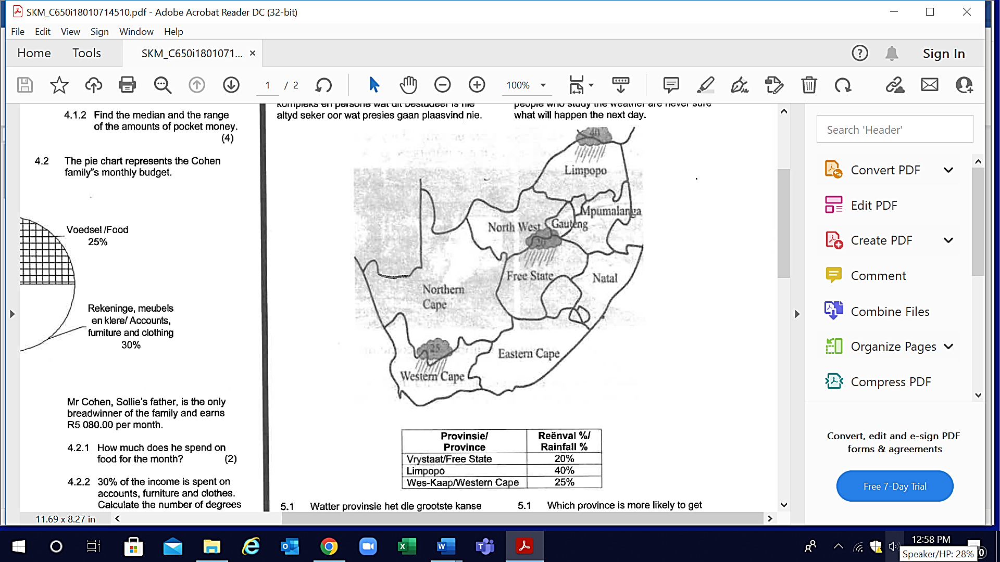 SKM_C650i18010714510.pdf - Adobe Acrobat Reader DC (32-bit)
File Edit View Sign Window Help
Home Tools SKM_C650i1801071... ×
Sign In
1 / 2
100%
4.1.2 Find the median and the range
of the amounts of pocket money.
(4)
4.2 The pie chart represents the Cohen
family"s monthly budget.
Voedsel /Food
25%
Rekeninge, meubels
en klere/ Accounts,
furniture and clothing
30%
Mr Cohen, Sollie's father, is the only
breadwinner of the family and earns
R5 080.00 per month.
4.2.1 How much does he spend on
food for the month? (2)
4.2.2 30% of the income is spent on
accounts, furniture and clothes.
Calculate the number of degrees
kompleks en persone wat dit bestudeer is nie
altyd seker oor wat presies gaan plaasvind nie.
people who study the weather are never sure
what will happen the next day.
40
Limpopo
Mpumalanga
North West
Gauteng
20
Free State
Natal
Northern
Cape
25
Eastern Cape
Western Cape
Provinsie/
Province
Reënval %/
Rainfall %
Vrystaat/Free State 20%
Limpopo 40%
Wes-Kaap/Western Cape 25%
5.1 Watter provinsie het die grootste kanse
5.1 Which province is more likely to get
11.69 x 8.27 in
Search 'Header'
Convert PDF
Edit PDF
Create PDF
Comment
Combine Files
Organize Pages
Compress PDF
Convert, edit and e-sign PDF
forms & agreements
Free 7-Day Trial
12:58 PM
Speaker/HP: 28%